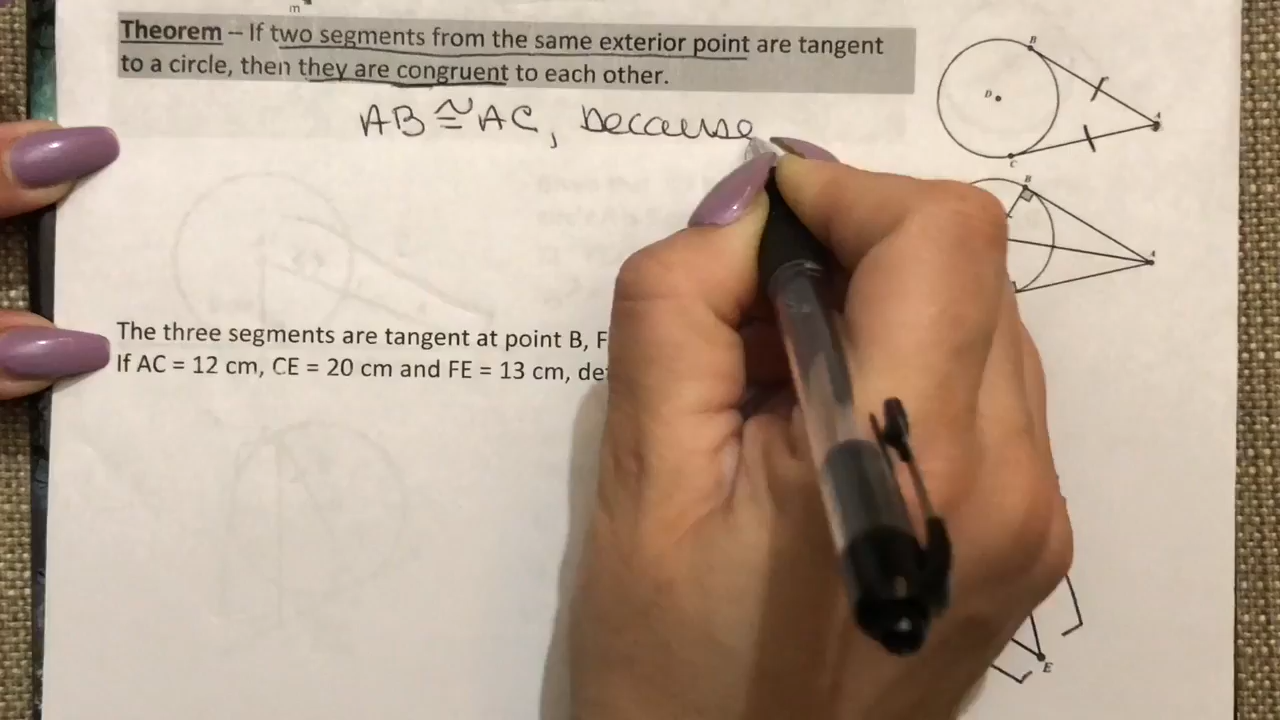 m
Theorem – If two segments from the same exterior point are tangent
to a circle, then they are congruent to each other.
AB ≅ AC, because
B
D
A
C
B
A
The three segments are tangent at point B, F
If AC = 12 cm, CE = 20 cm and FE = 13 cm, de
E